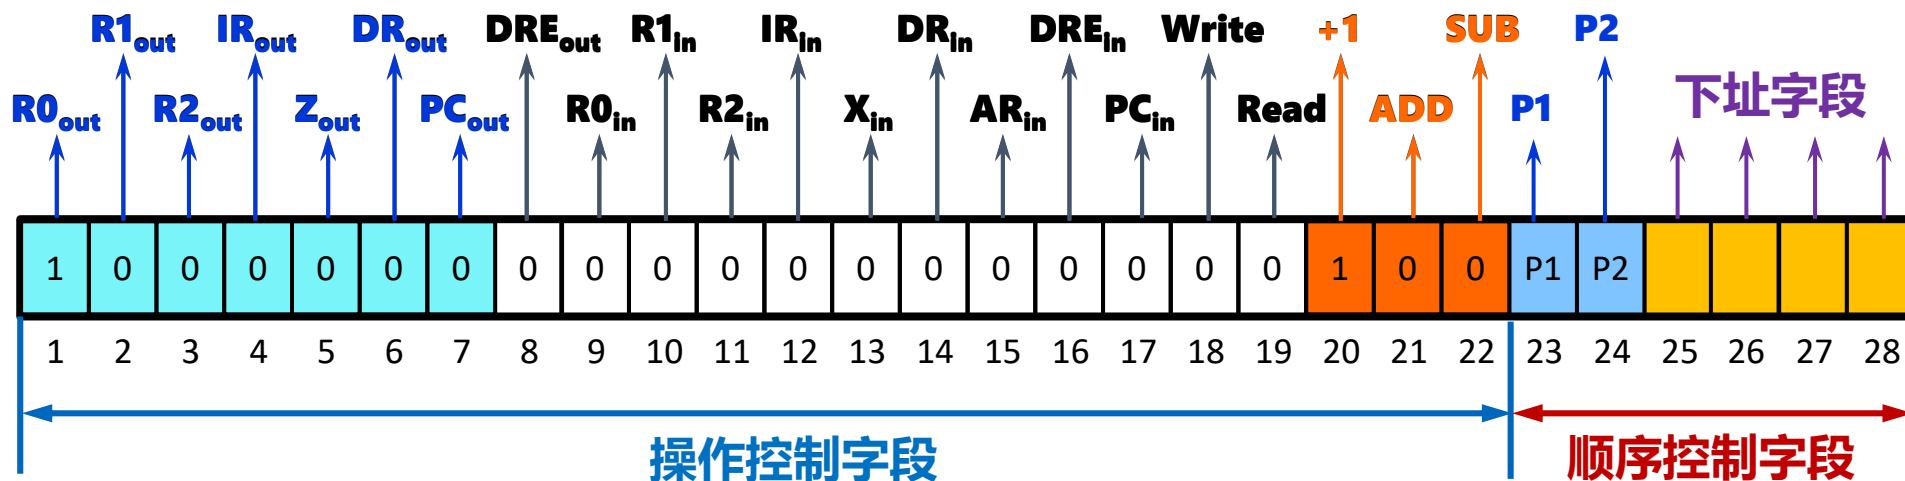 R1out IRout DRout DREout R1in IRin DRin DREin Write +1 SUB P2
R0out R2out Zout PCout R0in R2in Xin ARin PCin Read ADD P1 下址字段
1 0 0 0 0 0 0 0 0 0 0 0 0 0 0 0 0 0 0 1 0 0 P1 P2
1 2 3 4 5 6 7 8 9 10 11 12 13 14 15 16 17 18 19 20 21 22 23 24 25 26 27 28
操作控制字段 顺序控制字段